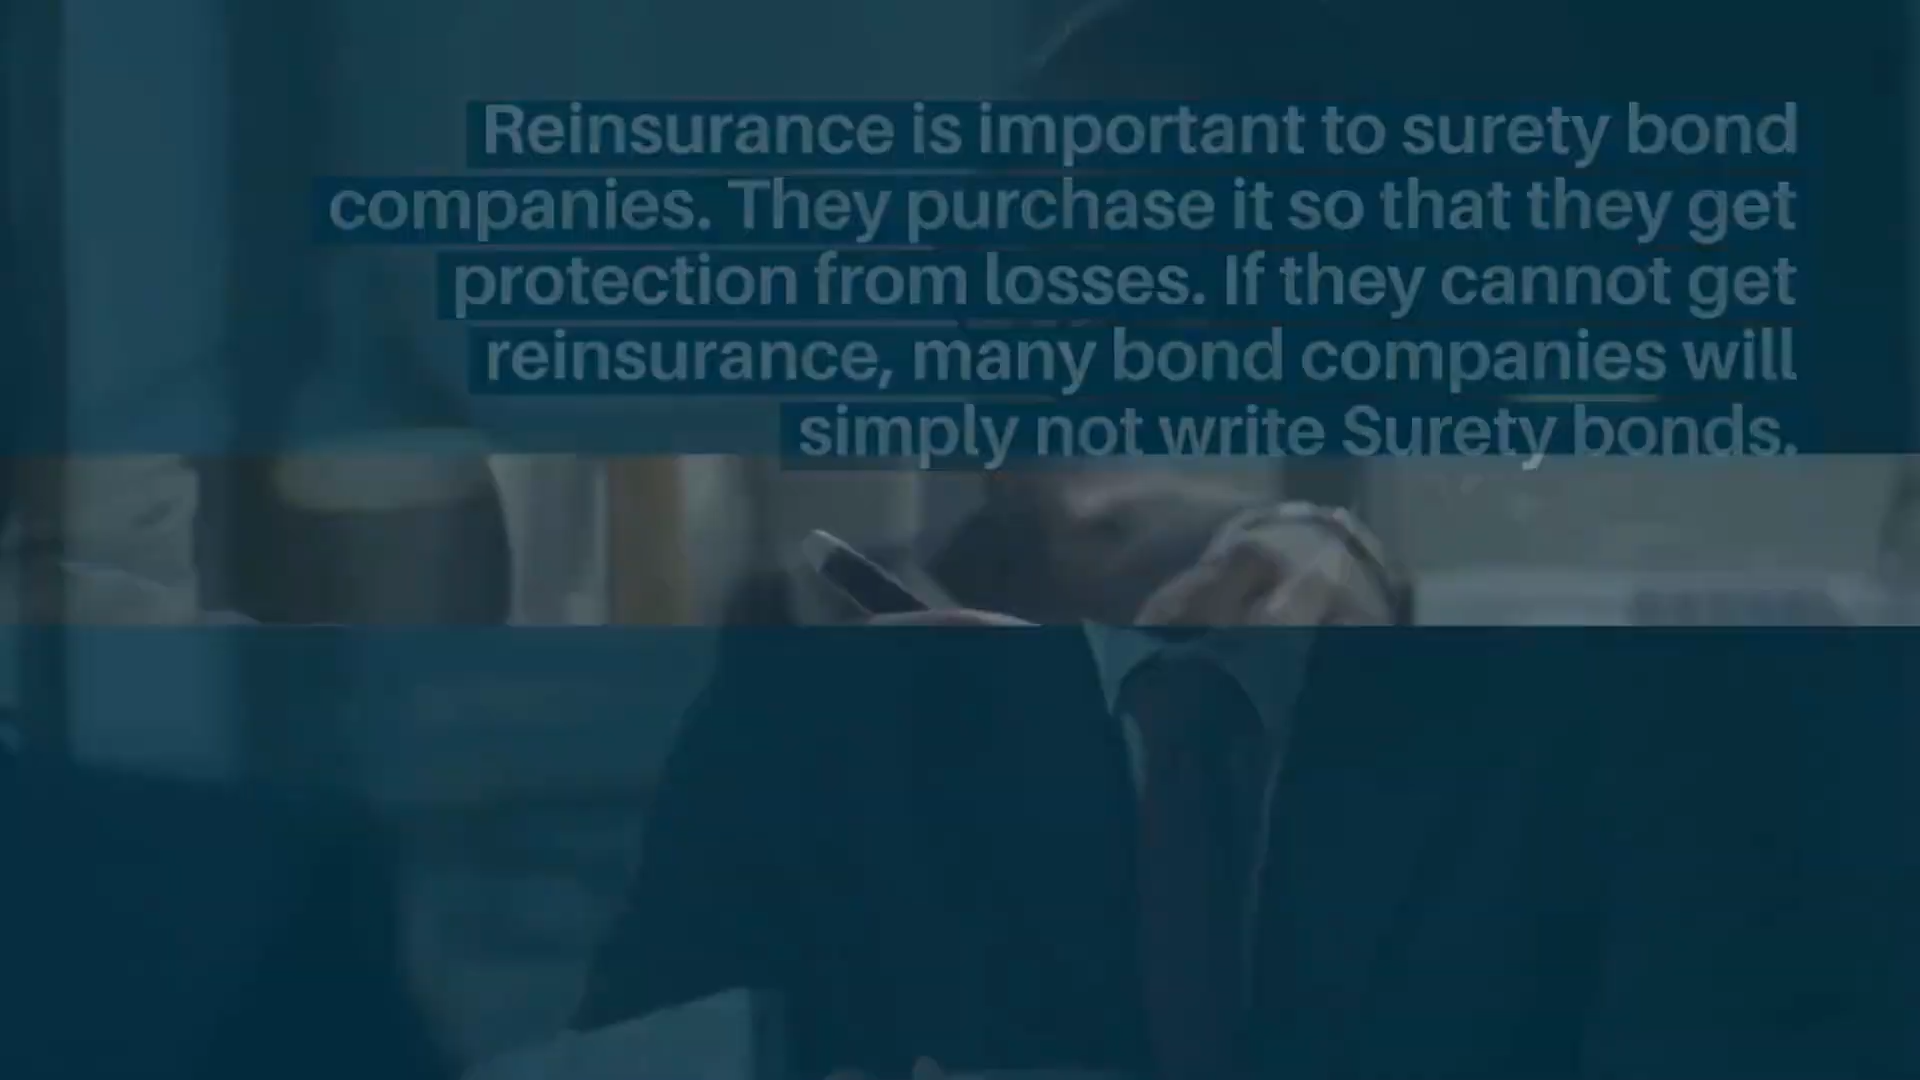 Reinsurance is important to surety bond
companies. They purchase it so that they get
protection from losses. If they cannot get
reinsurance, many bond companies will
simply not write Surety bonds.